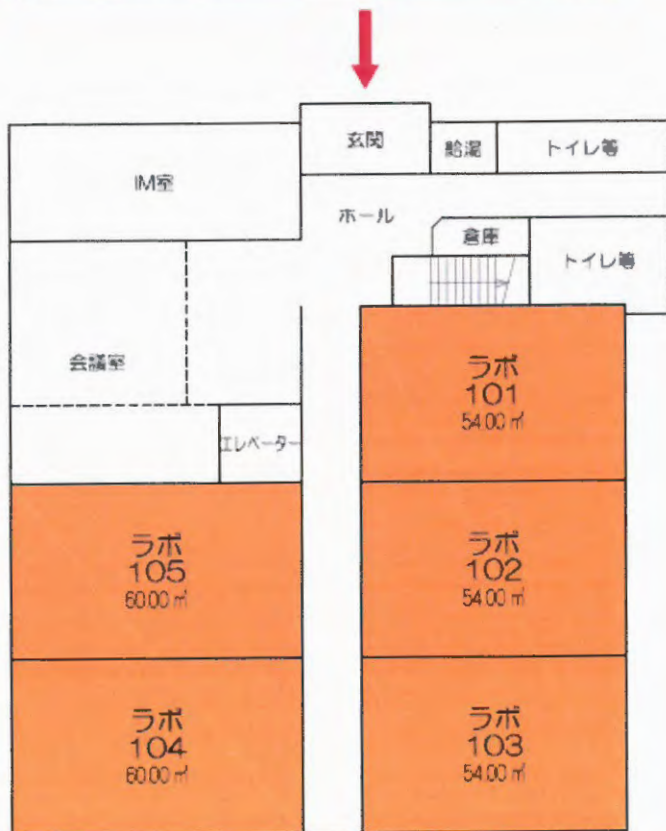 玄関
給湯
トイレ等
IM室
ホール
倉庫
トイレ等
会議室
エレベーター
ラボ
101
54.00㎡
ラボ
105
60.00㎡
ラボ
102
54.00㎡
ラボ
104
60.00㎡
ラボ
103
54.00㎡